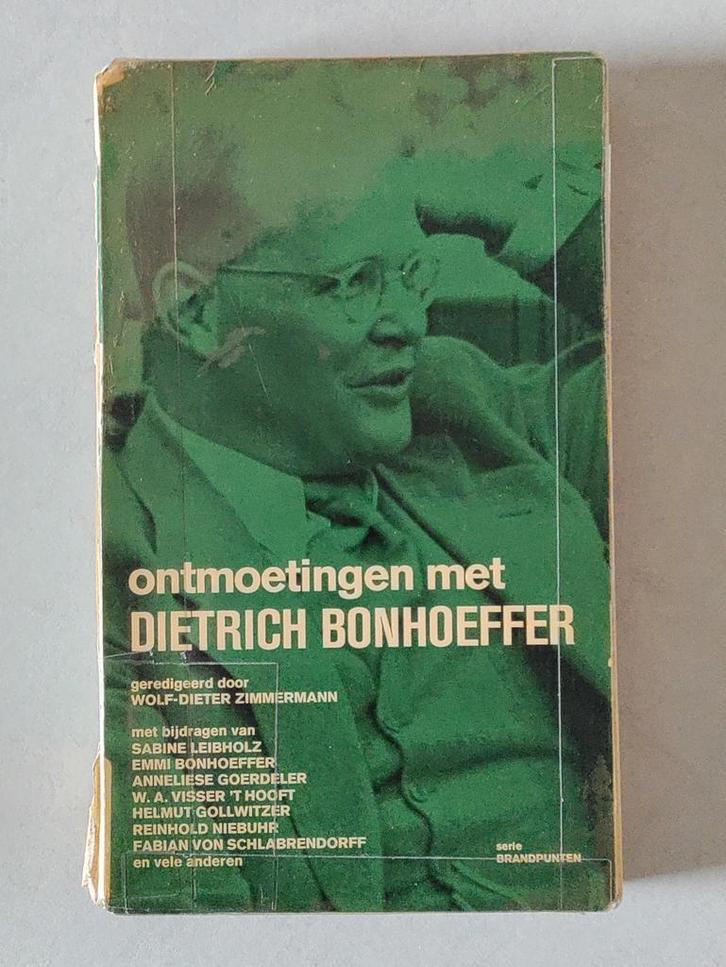 ontmoetingen met
DIETRICH BONHOEFFER
geredigeerd door
WOLF-DIETER ZIMMERMANN
met bijdragen van
SABINE LEIBHOLZ
EMMI BONHOEFFER
ANNELIESE GOERDELER
W. A. VISSER 'T HOOFT
HELMUT GOLLWITZER
REINHOLD NIEBUHR
FABIAN VON SCHLABRENDORFF
en vele anderen
serie
BRANDPUNTEN